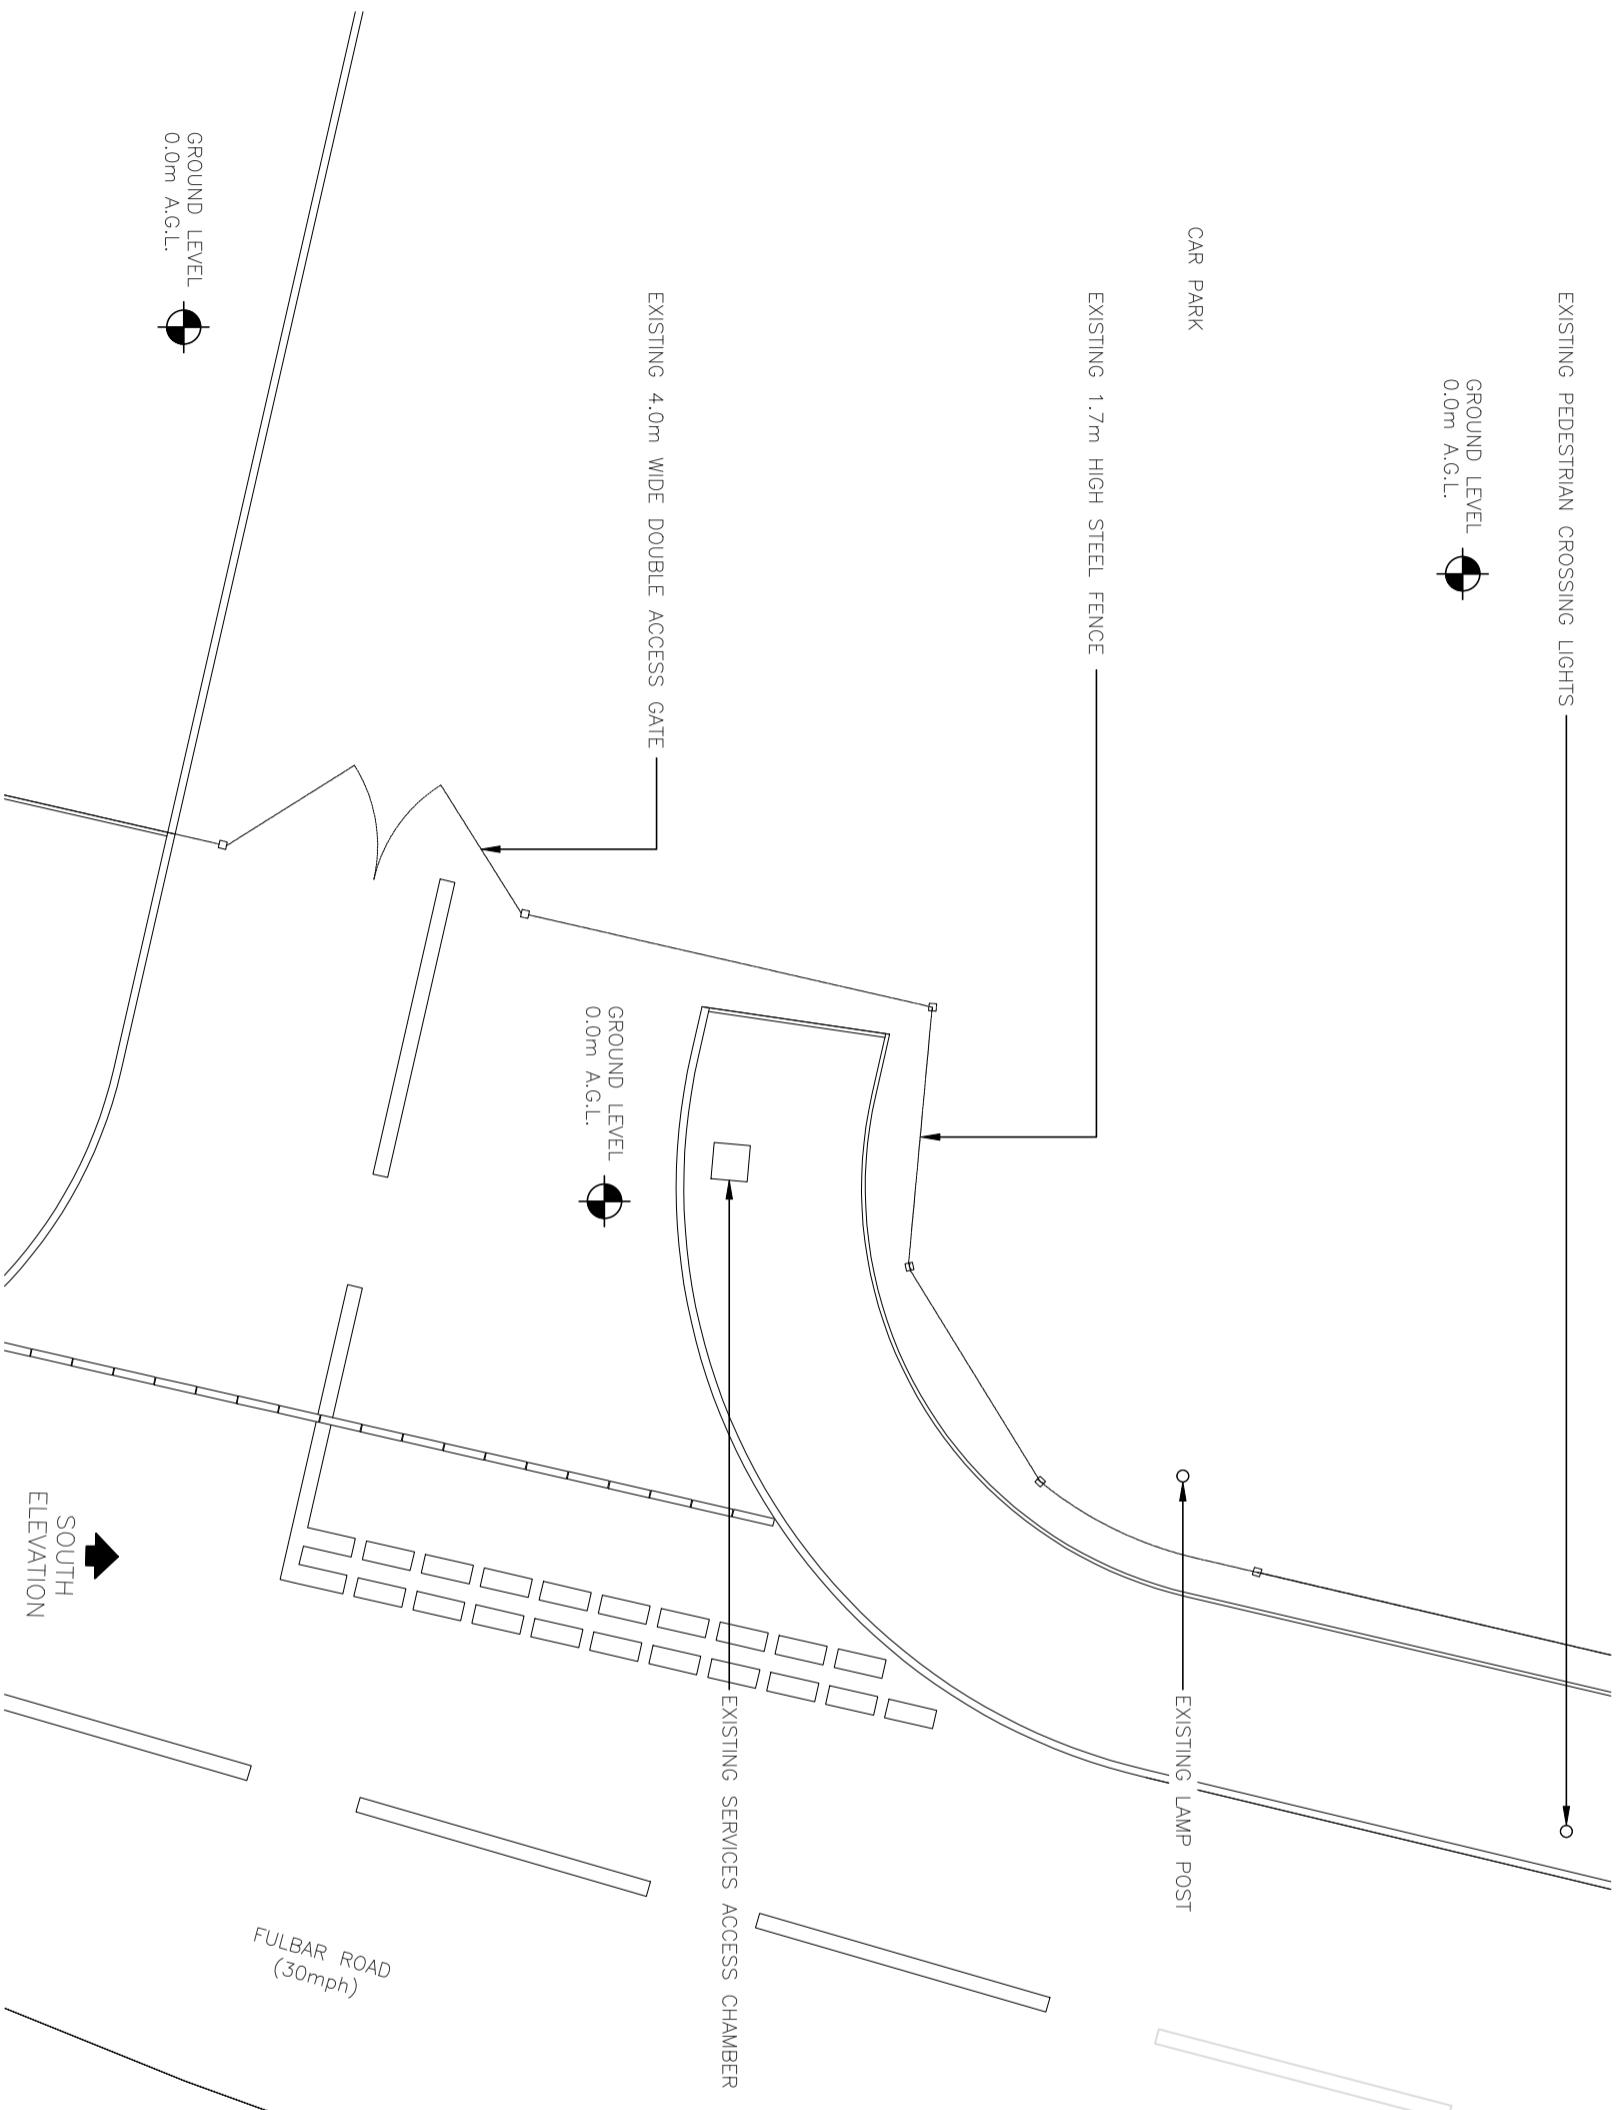 EXISTING PEDESTRIAN CROSSING LIGHTS
GROUND LEVEL
0.0m A.G.L.
CAR PARK
EXISTING 1.7m HIGH STEEL FENCE
EXISTING LAMP POST
EXISTING SERVICES ACCESS CHAMBER
EXISTING 4.0m WIDE DOUBLE ACCESS GATE
GROUND LEVEL
0.0m A.G.L.
GROUND LEVEL
0.0m A.G.L.
FULBAR ROAD
(30mph)
SOUTH
ELEVATION